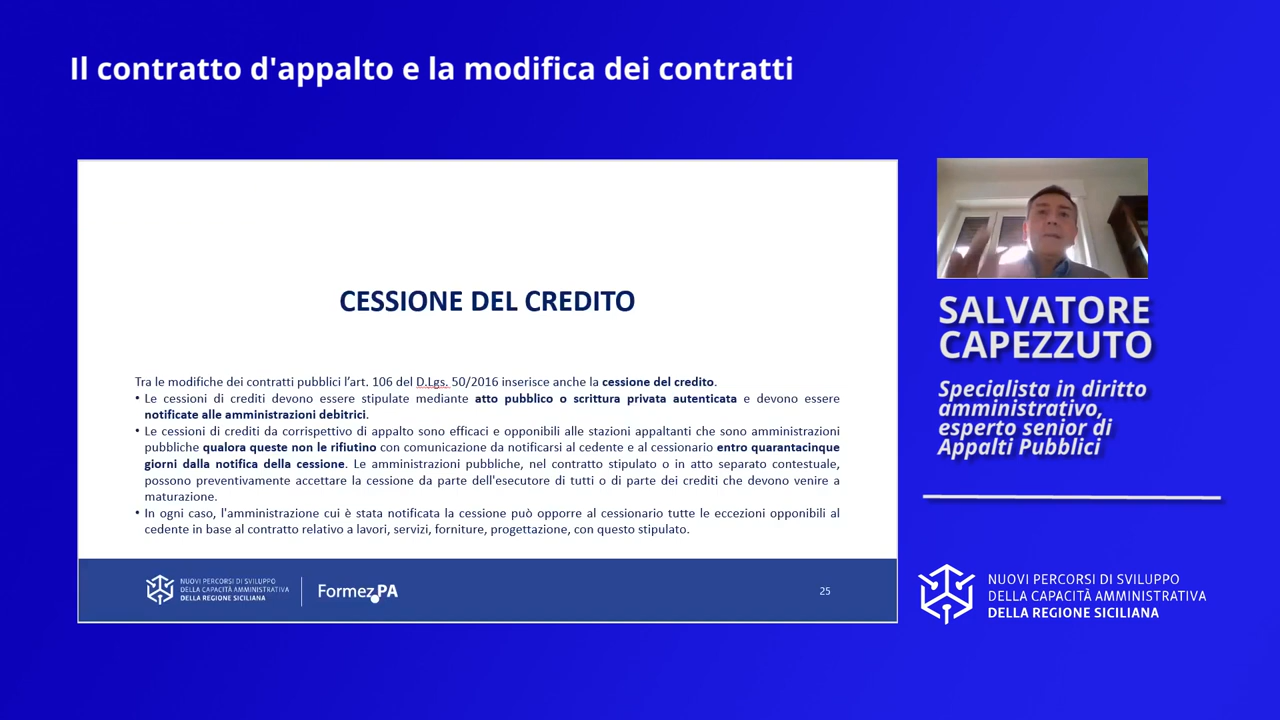 Il contratto d'appalto e la modifica dei contratti
CESSIONE DEL CREDITO
Tra le modifiche dei contratti pubblici l'art. 106 del D.Lgs. 50/2016 inserisce anche la cessione del credito.
• Le cessioni di crediti devono essere stipulate mediante atto pubblico o scrittura privata autenticata e devono essere
notificate alle amministrazioni debitrici.
• Le cessioni di crediti da corrispettivo di appalto sono efficaci e opponibili alle stazioni appaltanti che sono amministrazioni
pubbliche qualora queste non le rifiutino con comunicazione da notificarsi al cedente e al cessionario entro quarantacinque
giorni dalla notifica della cessione. Le amministrazioni pubbliche, nel contratto stipulato o in atto separato contestuale,
possono preventivamente accettare la cessione da parte dell'esecutore di tutti o di parte dei crediti che devono venire a
maturazione.
• In ogni caso, l'amministrazione cui è stata notificata la cessione può opporre al cessionario tutte le eccezioni opponibili al
cedente in base al contratto relativo a lavori, servizi, forniture, progettazione, con questo stipulato.
NUOVI PERCORSI DI SVILUPPO
DELLA CAPACITÀ AMMINISTRATIVA
DELLA REGIONE SICILIANA
Formez PA
25
SALVATORE
CAPEZZUTO
Specialista in diritto
amministrativo,
esperto senior di
Appalti Pubblici
NUOVI PERCORSI DI SVILUPPO
DELLA CAPACITÀ AMMINISTRATIVA
DELLA REGIONE SICILIANA